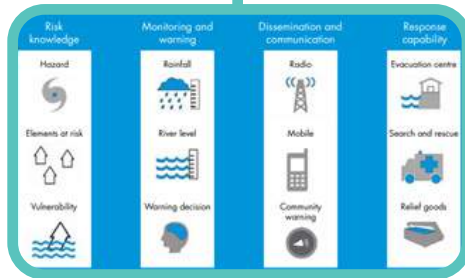 Risk
knowledge
Monitoring and
warning
Dissemination and
communication
Response
capability
Hazard
Rainfall
Radio
Evacuation centre
Elements at risk
River level
Mobile
Search and rescue
Vulnerability
Warning decision
Community
warning
Relief goods